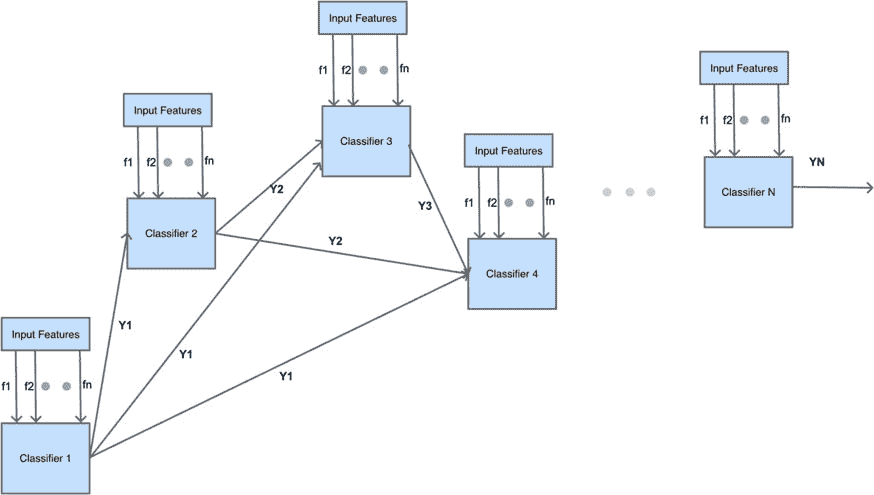 Input Features
f1 f2 fn
Classifier 3
Input Features
f1 f2 fn
Classifier N
YN
Input Features
f1 f2 fn
Classifier 2
Y2
Y2
Input Features
f1 f2 fn
Classifier 4
Y3
Input Features
f1 f2 fn
Classifier 1
Y1
Y1
Y1